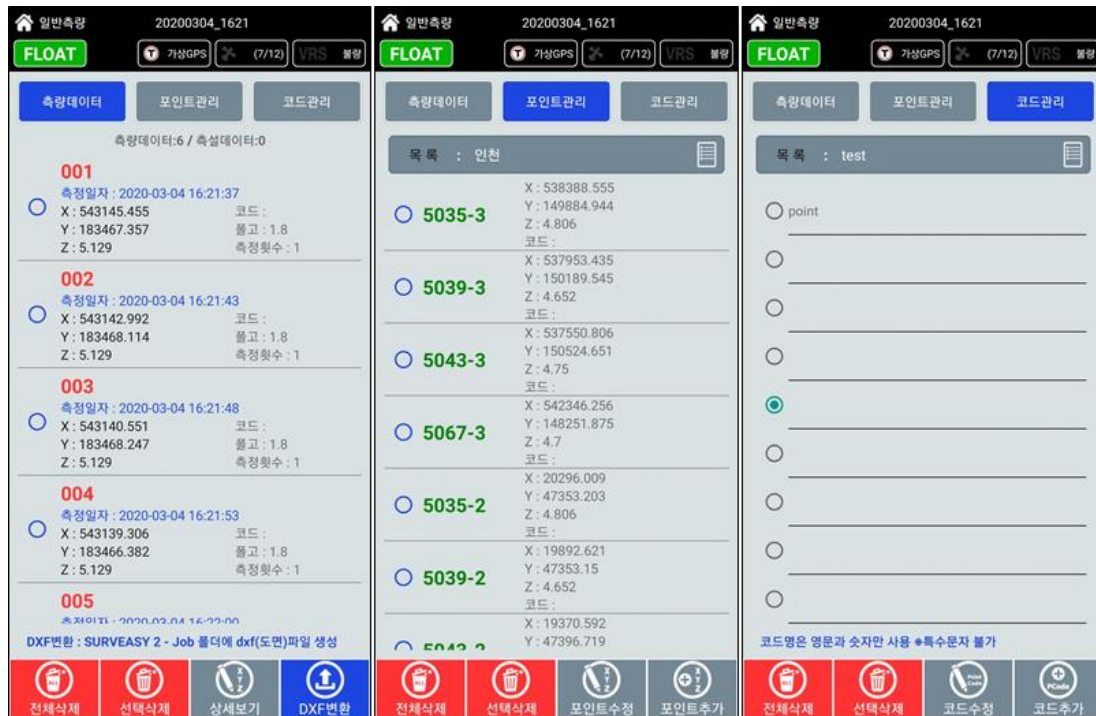 일반측량 20200304_1621
FLOAT T 가상GPS (7/12) VRS 불량
측량데이터 포인트관리 코드관리
측량데이터:6 / 측설데이터:0
001
측정일자 : 2020-03-04 16:21:37
X : 543145.455 코드 :
Y : 183467.357 폴고 : 1.8
Z : 5.129 측정횟수 : 1
002
측정일자 : 2020-03-04 16:21:43
X : 543142.992 코드 :
Y : 183468.114 폴고 : 1.8
Z : 5.129 측정횟수 : 1
003
측정일자 : 2020-03-04 16:21:48
X : 543140.551 코드 :
Y : 183468.247 폴고 : 1.8
Z : 5.129 측정횟수 : 1
004
측정일자 : 2020-03-04 16:21:53
X : 543139.306 코드 :
Y : 183466.382 폴고 : 1.8
Z : 5.129 측정횟수 : 1
005
측정일자 : 2020-03-04 16:22:00
DXF변환 : SURVEASY 2 - Job 폴더에 dxf(도면)파일 생성
전체삭제 선택삭제 상세보기 DXF변환
일반측량 20200304_1621
FLOAT T 가상GPS (7/12) VRS 불량
측량데이터 포인트관리 코드관리
목록 : 인천
X : 538388.555
5035-3 Y : 149884.944
Z : 4.806
코드 :
X : 537953.435
5039-3 Y : 150189.545
Z : 4.652
코드 :
X : 537550.806
5043-3 Y : 150524.651
Z : 4.75
코드 :
X : 542346.256
5067-3 Y : 148251.875
Z : 4.7
코드 :
X : 20296.009
5035-2 Y : 47353.203
Z : 4.806
코드 :
X : 19892.621
5039-2 Y : 47353.15
Z : 4.652
코드 :
X : 19370.592
5043-2 Y : 47396.719
전체삭제 선택삭제 포인트수정 포인트추가
일반측량 20200304_1621
FLOAT T 가상GPS (7/12) VRS 불량
측량데이터 포인트관리 코드관리
목록 : test
point
코드명은 영문과 숫자만 사용 ※특수문자 불가
전체삭제 선택삭제 코드수정 코드추가